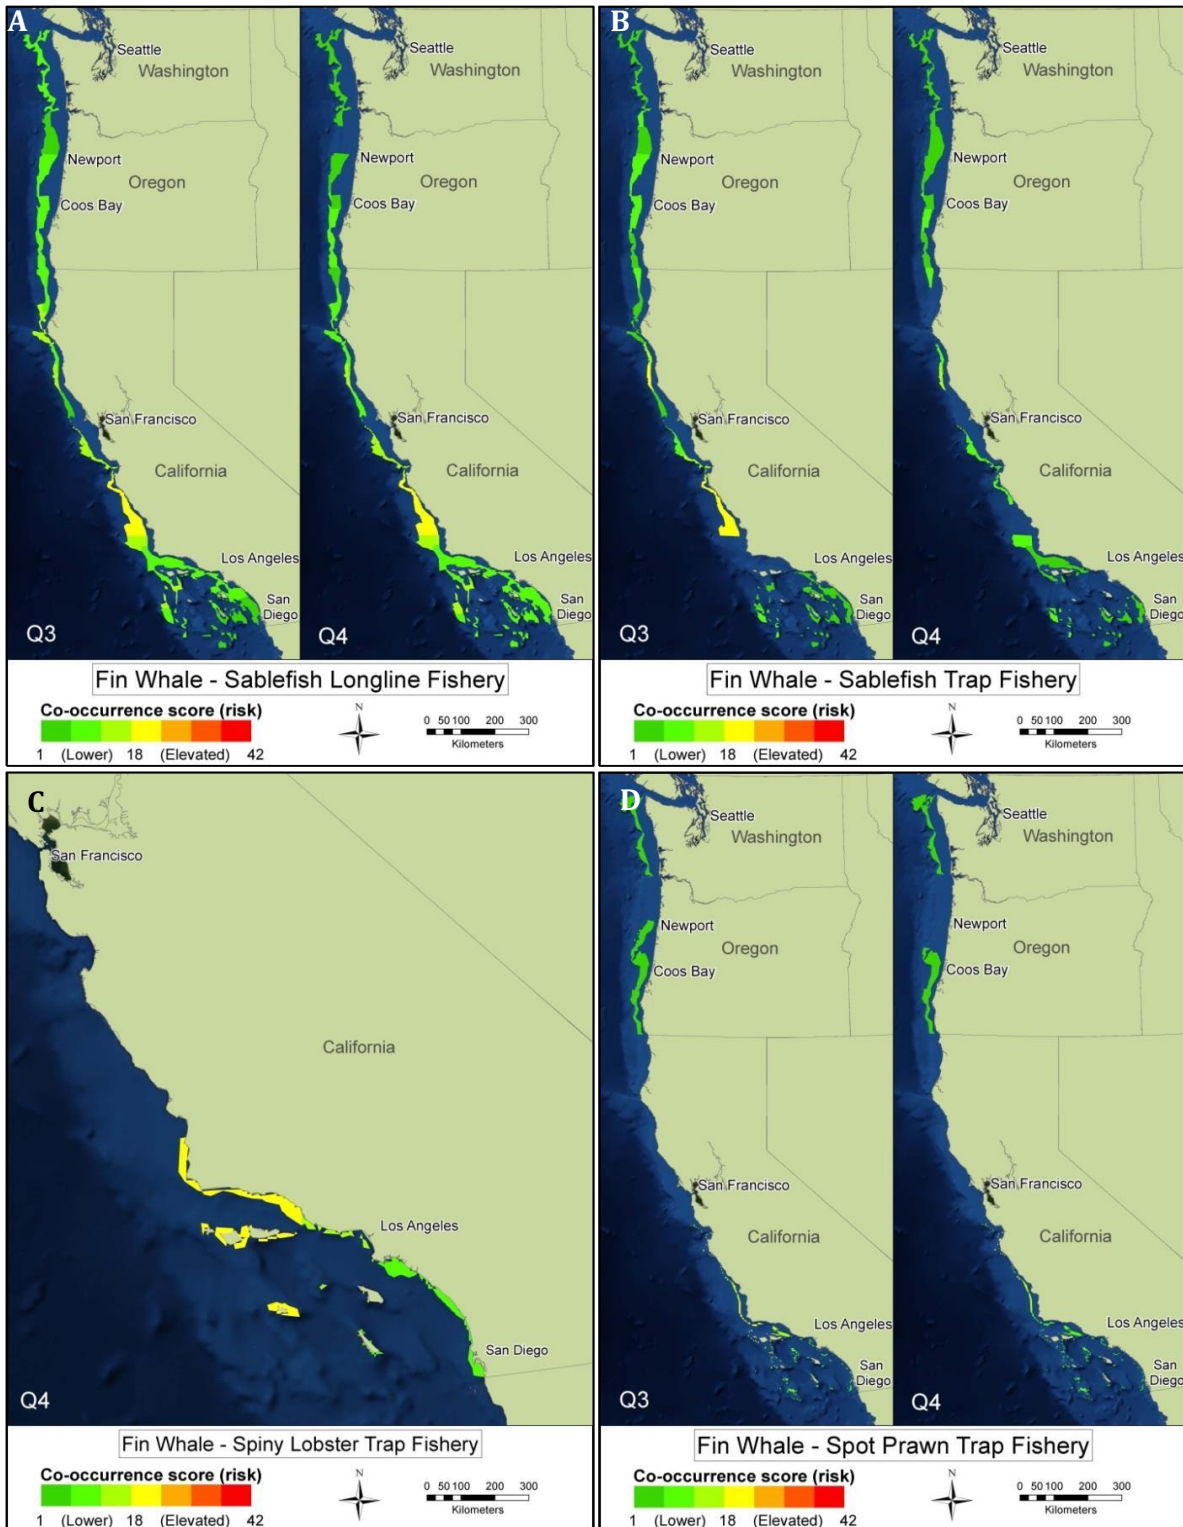 A
Seattle
Washington
Newport
Oregon
Coos Bay
San Francisco
California
Los Angeles
San
Diego
Q3
Seattle
Washington
Newport
Oregon
Coos Bay
San Francisco
California
Los Angeles
San
Diego
Q4
Fin Whale - Sablefish Longline Fishery
Co-occurrence score (risk)
1 (Lower) 18 (Elevated) 42
N
0 50 100 200 300
Kilometers
B
Seattle
Washington
Newport
Oregon
Coos Bay
San Francisco
California
Los Angeles
San
Diego
Q3
Seattle
Washington
Newport
Oregon
Coos Bay
San Francisco
California
Los Angeles
San
Diego
Q4
Fin Whale - Sablefish Trap Fishery
Co-occurrence score (risk)
1 (Lower) 18 (Elevated) 42
N
0 50 100 200 300
Kilometers
C
San Francisco
California
Los Angeles
San Diego
Q4
Fin Whale - Spiny Lobster Trap Fishery
Co-occurrence score (risk)
1 (Lower) 18 (Elevated) 42
N
0 50 100 200 300
Kilometers
D
Seattle
Washington
Newport
Oregon
Coos Bay
San Francisco
California
Los Angeles
San
Diego
Q3
Seattle
Washington
Newport
Oregon
Coos Bay
San Francisco
California
Los Angeles
San
Diego
Q4
Fin Whale - Spot Prawn Trap Fishery
Co-occurrence score (risk)
1 (Lower) 18 (Elevated) 42
N
0 50 100 200 300
Kilometers